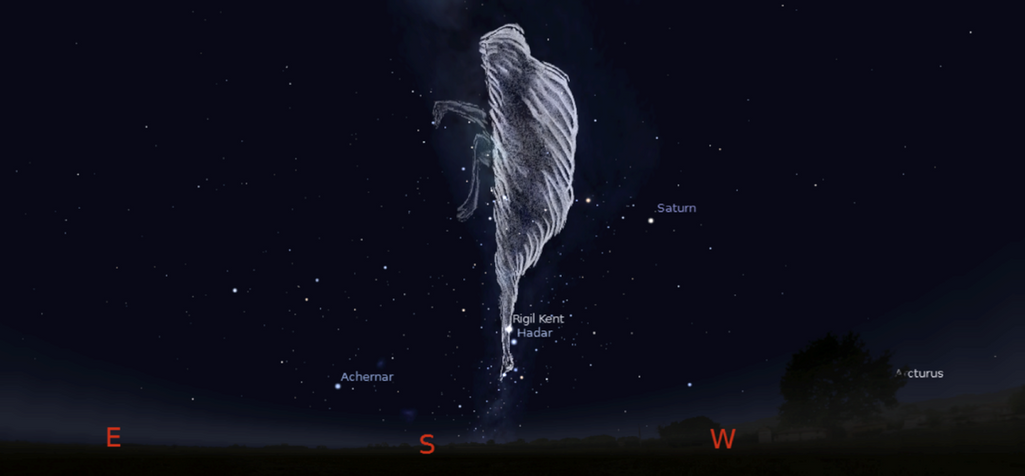 Saturn
Rigil Kent
Hadar
Achernar
Arcturus
E
S
W